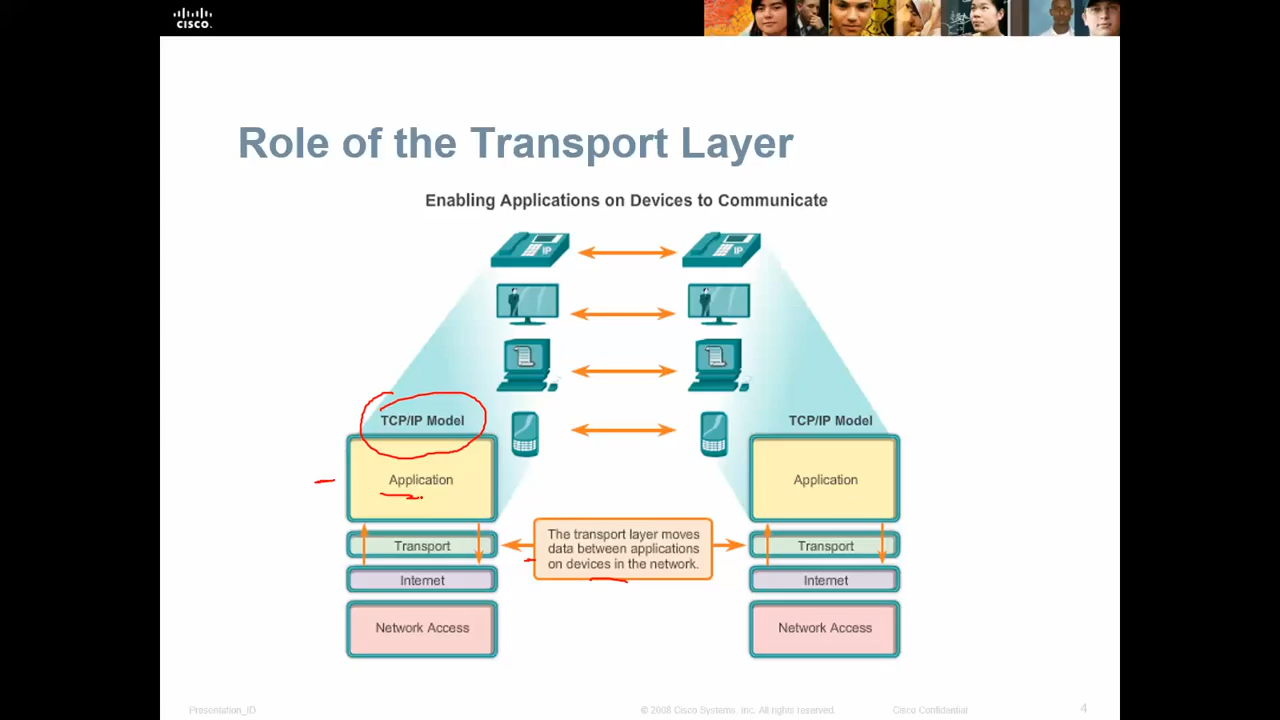 CISCO
Role of the Transport Layer
Enabling Applications on Devices to Communicate
IP
IP
TCP/IP Model
TCP/IP Model
Application
Application
The transport layer moves
data between applications
on devices in the network.
Transport
Transport
Internet
Internet
Network Access
Network Access
Presentation_ID
© 2008 Cisco Systems, Inc. All rights reserved.
Cisco Confidential
4